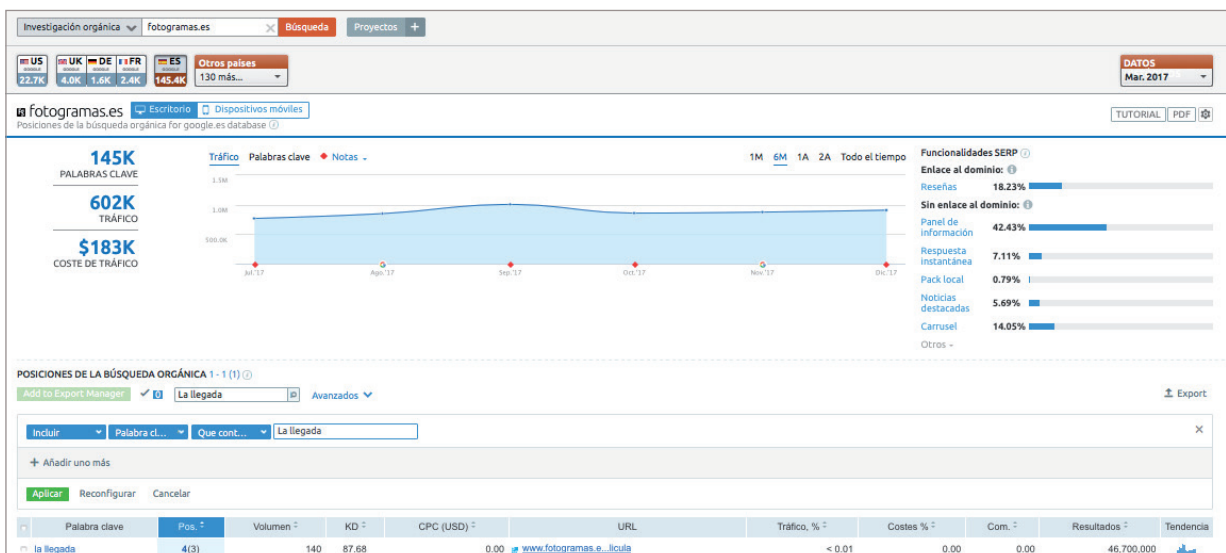 Investigación orgánica fotogramas.es Búsqueda Proyectos +
US UK DE FR ES Otros países DATOS
22.7K 4.0K 1.6K 2.4K 145.4K 130 más... Mar. 2017
fotogramas.es Escritorio Dispositivos móviles TUTORIAL PDF
Posiciones de la búsqueda orgánica for google.es database
145K
PALABRAS CLAVE
602K
TRÁFICO
$183K
COSTE DE TRÁFICO
Tráfico Palabras clave Notas 1M 6M 1A 2A Todo el tiempo
1.5M
1.0M
500.0K
Jul.'17 Ago.'17 Sep.'17 Oct.'17 Nov.'17 Dic.'17
Funcionalidades SERP
Enlace al dominio:
Reseñas 18.23%
Sin enlace al dominio:
Panel de
información 42.43%
Respuesta
instantánea 7.11%
Pack local 0.79%
Noticias
destacadas 5.69%
Carrusel 14.05%
Otros
POSICIONES DE LA BÚSQUEDA ORGÁNICA 1 - 1 (1)
Add to Export Manager 0 La llegada Avanzados Export
Incluir Palabra cl... Que cont... La llegada
+ Añadir uno más
Aplicar Reconfigurar Cancelar
Palabra clave Pos. Volumen KD CPC (USD) URL Tráfico, % Costes % Com. Resultados Tendencia
la llegada 4(3) 140 87.68 0.00 www.fotogramas.e...licula < 0.01 0.00 0.00 46,700,000